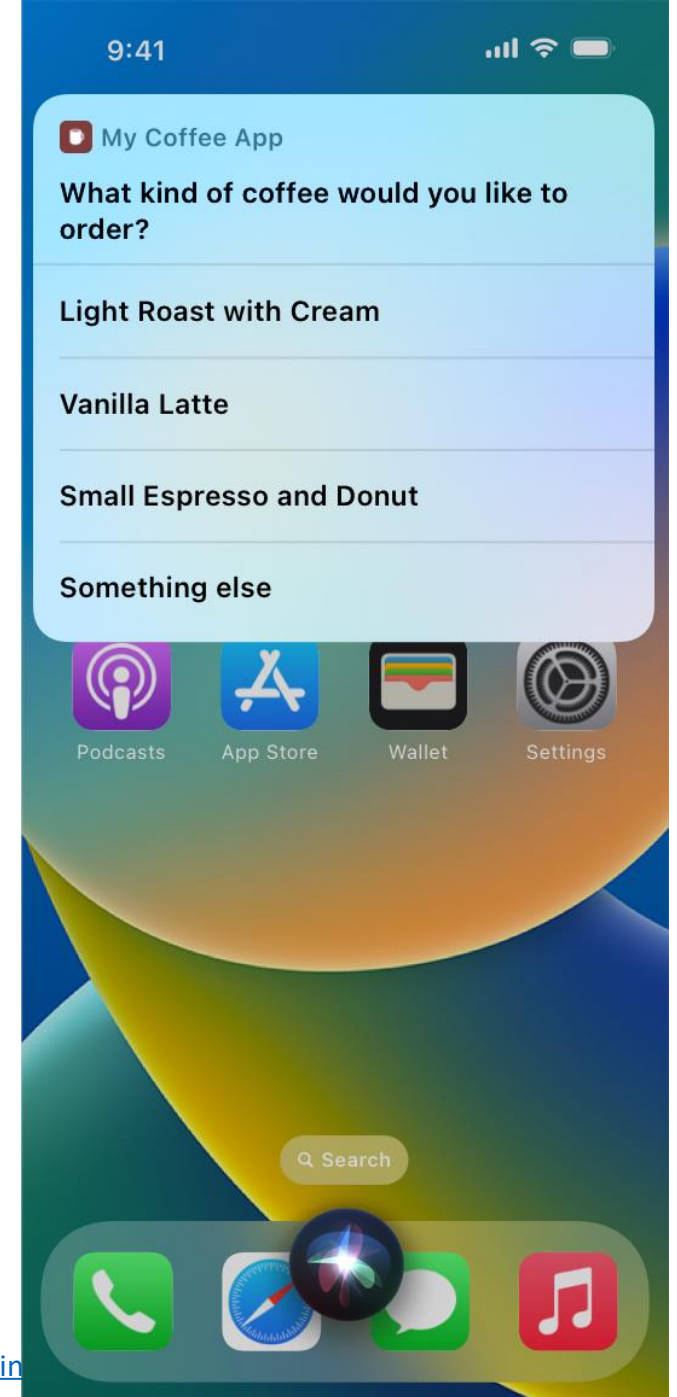 9:41
My Coffee App
What kind of coffee would you like to
order?
Light Roast with Cream
Vanilla Latte
Small Espresso and Donut
Something else
Podcasts App Store Wallet Settings
Search
in